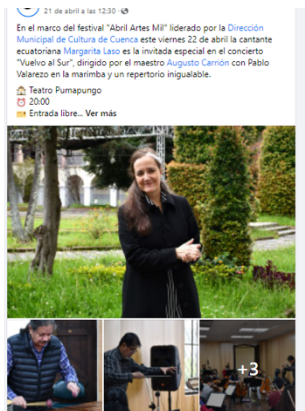 21 de abril a las 12:30 ·
En el marco del festival "Abril Artes Mil" liderado por la Dirección
Municipal de Cultura de Cuenca este viernes 22 de abril la cantante
ecuatoriana Margarita Laso es la invitada especial en el concierto
"Vuelvo al Sur", dirigido por el maestro Augusto Carrión con Pablo
Valarezo en la marimba y un repertorio inigualable.
Teatro Pumapungo
20:00
Entrada libre... Ver más
+3